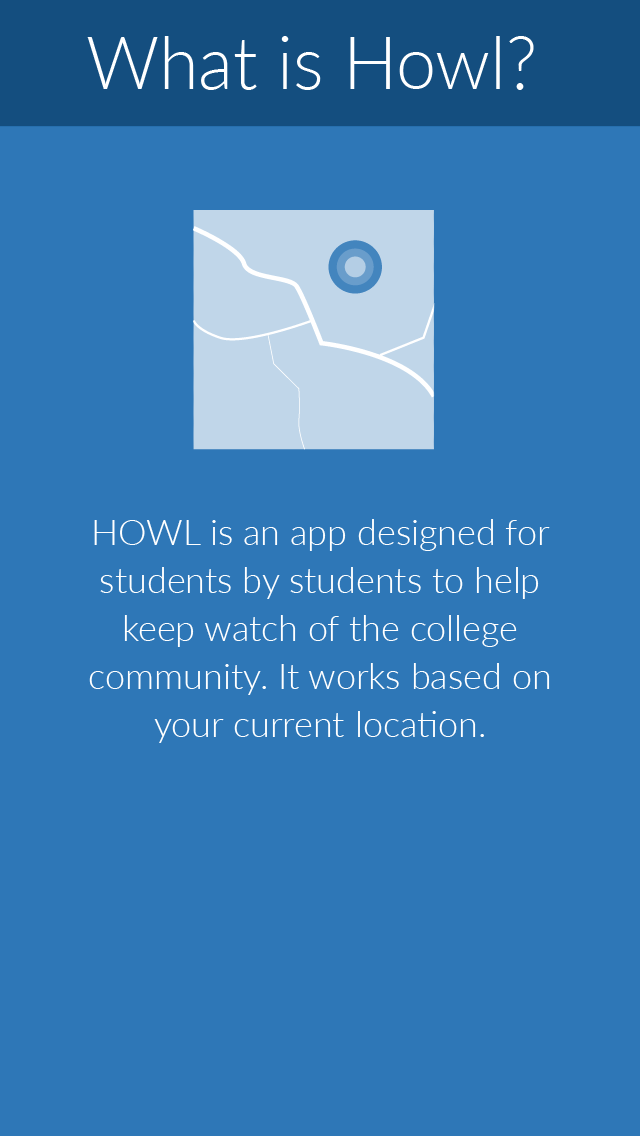 What is Howl?
HOWL is an app designed for
students by students to help
keep watch of the college
community. It works based on
your current location.